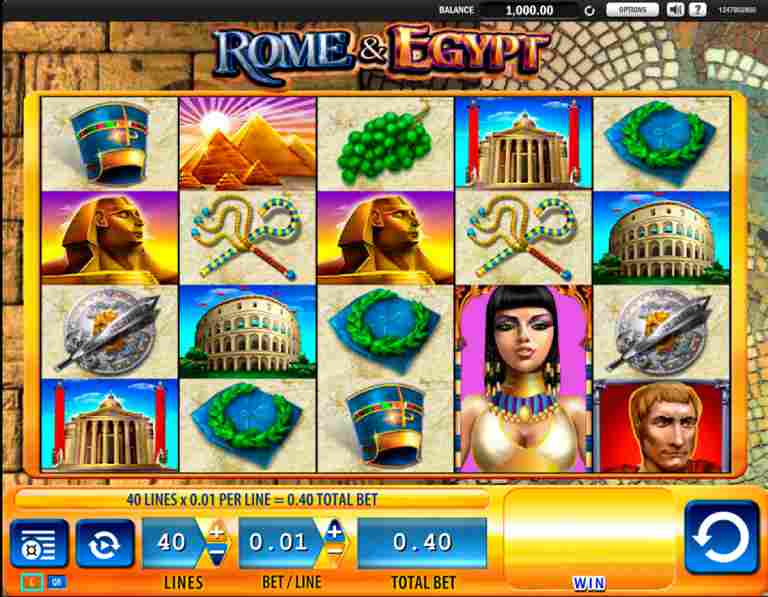 BALANCE 1,000.00 OPTIONS ?
ROME & EGYPT
40 LINES x 0.01 PER LINE = 0.40 TOTAL BET
40 0.01 0.40
LINES BET/LINE TOTAL BET WIN